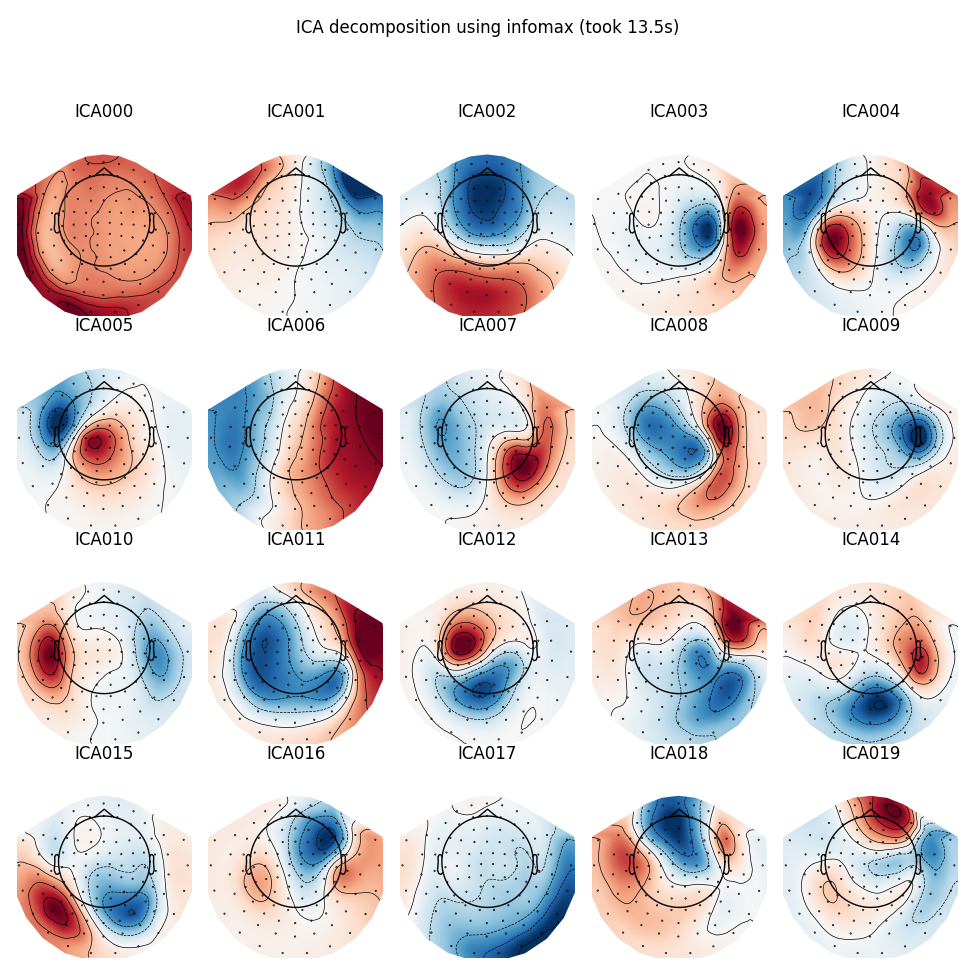 ICA decomposition using infomax (took 13.5s)
ICA000 ICA001 ICA002 ICA003 ICA004
ICA005 ICA006 ICA007 ICA008 ICA009
ICA010 ICA011 ICA012 ICA013 ICA014
ICA015 ICA016 ICA017 ICA018 ICA019